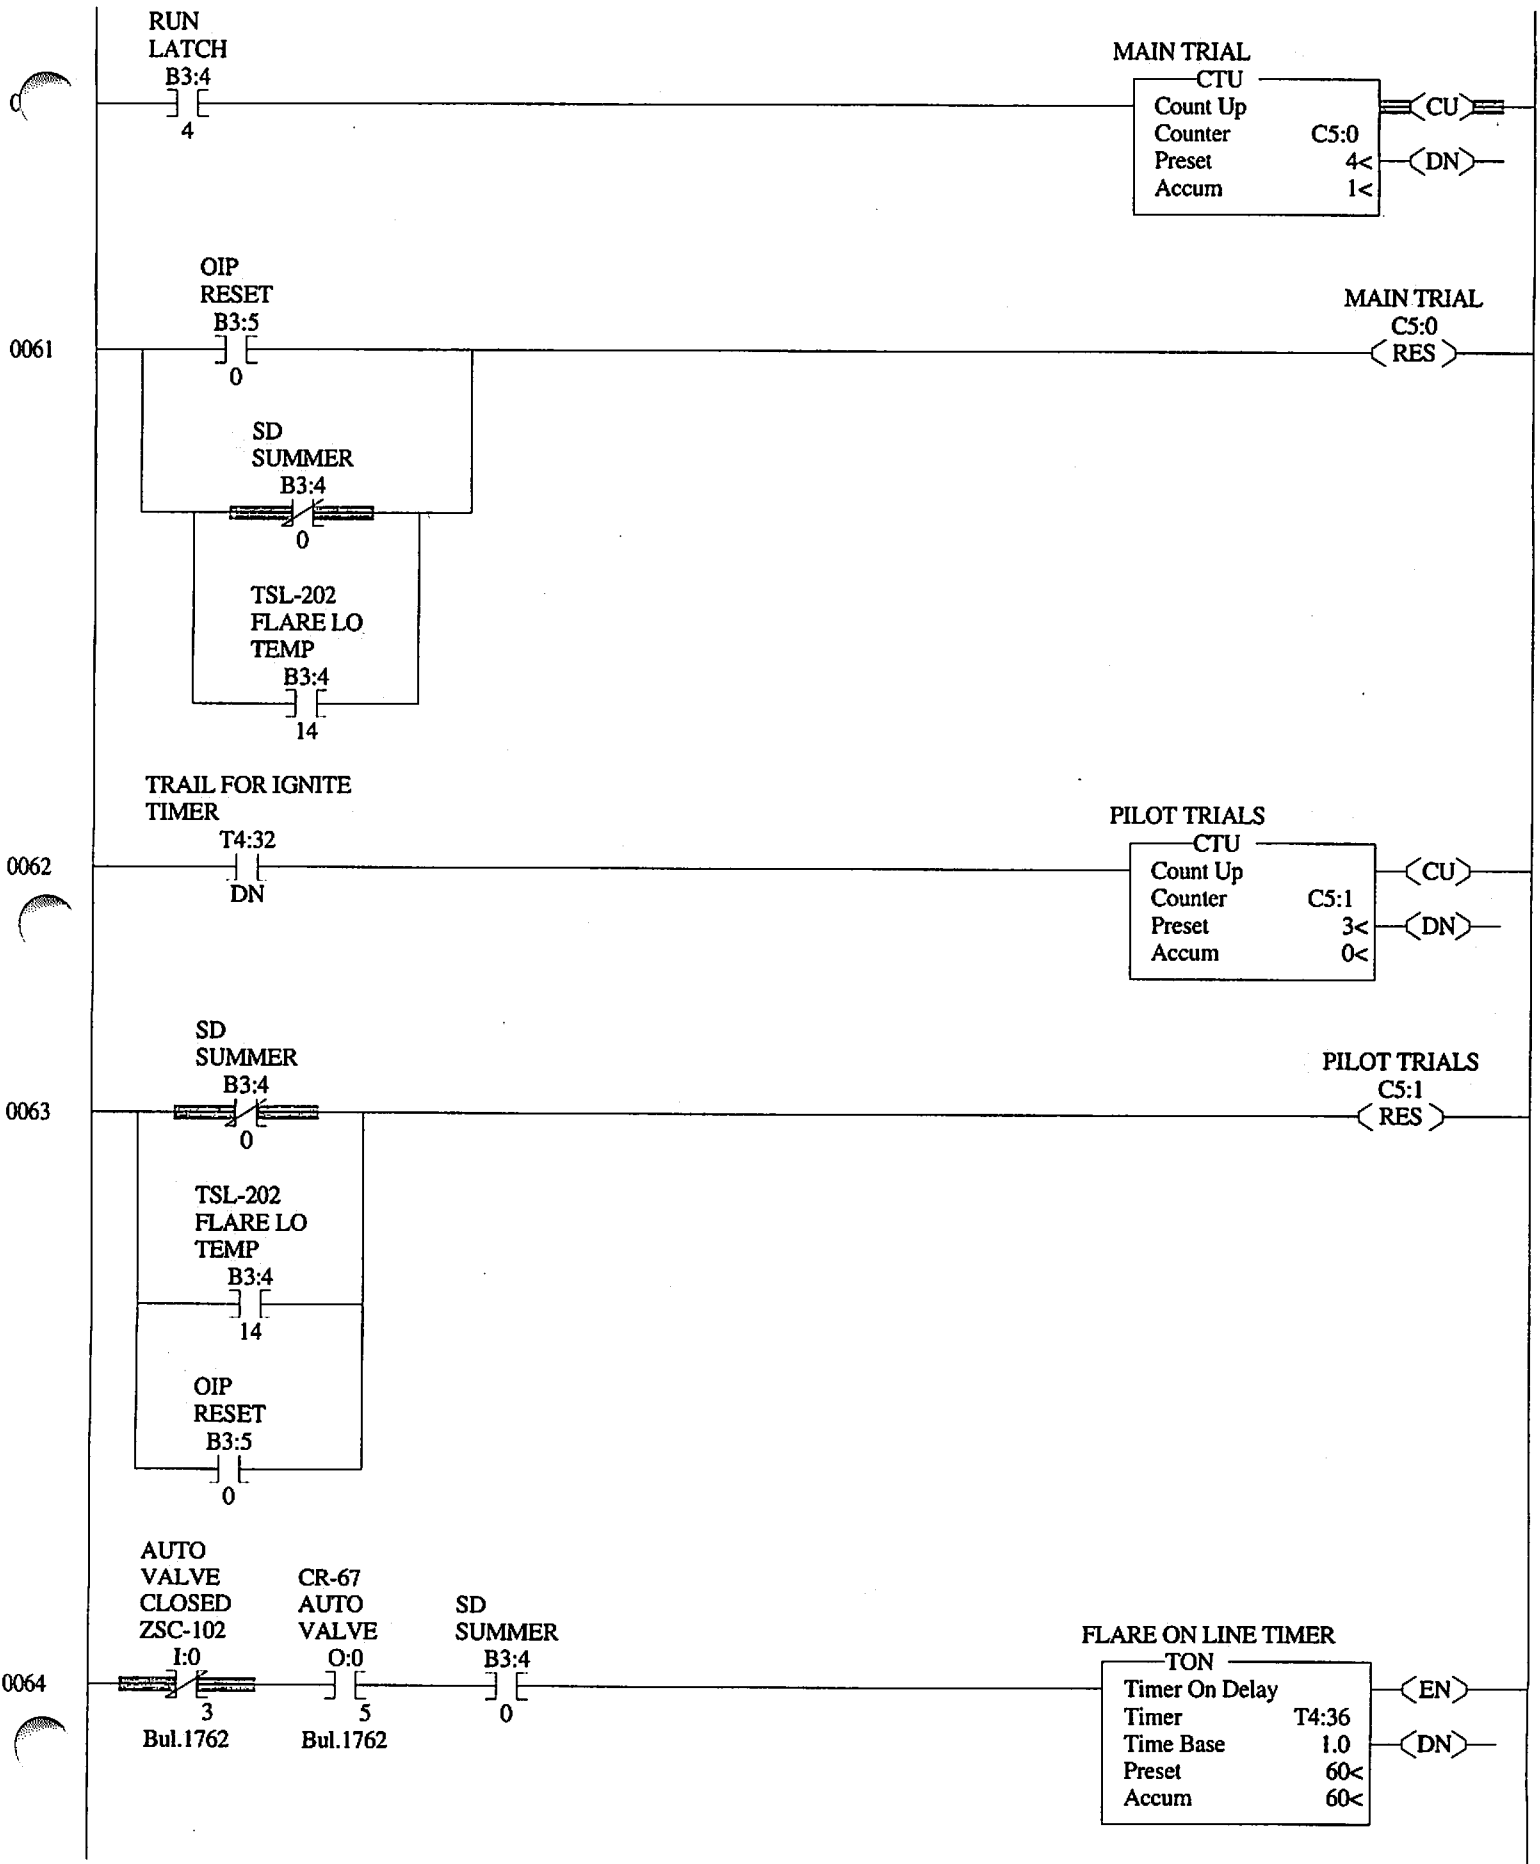 RUN
LATCH
B3:4
4
MAIN TRIAL
CTU
Count Up
Counter C5:0
Preset 4<
Accum 1<
CU
DN
0061
OIP
RESET
B3:5
0
SD
SUMMER
B3:4
0
TSL-202
FLARE LO
TEMP
B3:4
14
MAIN TRIAL
C5:0
RES
0062
TRAIL FOR IGNITE
TIMER
T4:32
DN
PILOT TRIALS
CTU
Count Up
Counter C5:1
Preset 3<
Accum 0<
CU
DN
0063
SD
SUMMER
B3:4
0
TSL-202
FLARE LO
TEMP
B3:4
14
OIP
RESET
B3:5
0
PILOT TRIALS
C5:1
RES
0064
AUTO
VALVE
CLOSED
ZSC-102
I:0
3
Bul.1762
CR-67
AUTO
VALVE
O:0
5
Bul.1762
SD
SUMMER
B3:4
0
FLARE ON LINE TIMER
TON
Timer On Delay
Timer T4:36
Time Base 1.0
Preset 60<
Accum 60<
EN
DN